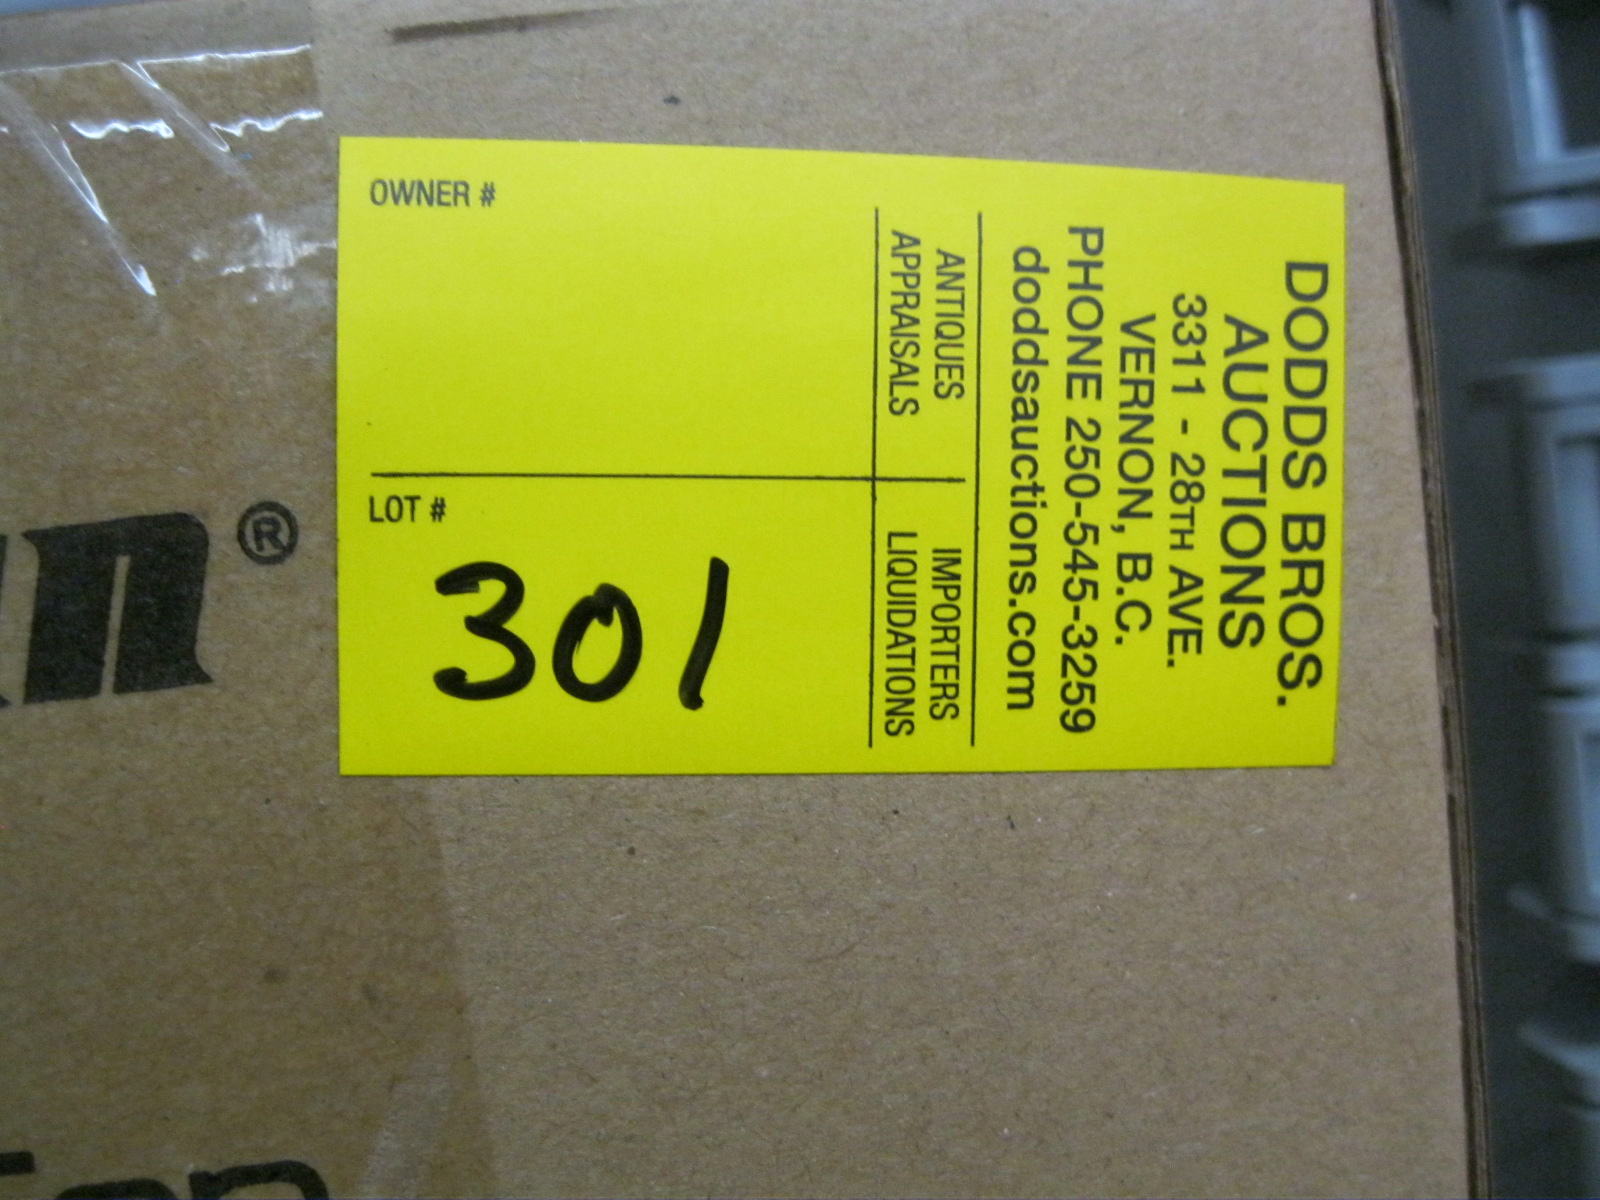 DODDS BROS.
AUCTIONS
3311 - 28TH AVE.
VERNON, B.C.
PHONE 250-545-3259
doddsauctions.com
ANTIQUES IMPORTERS
APPRAISALS LIQUIDATIONS
OWNER #
LOT #
301
®